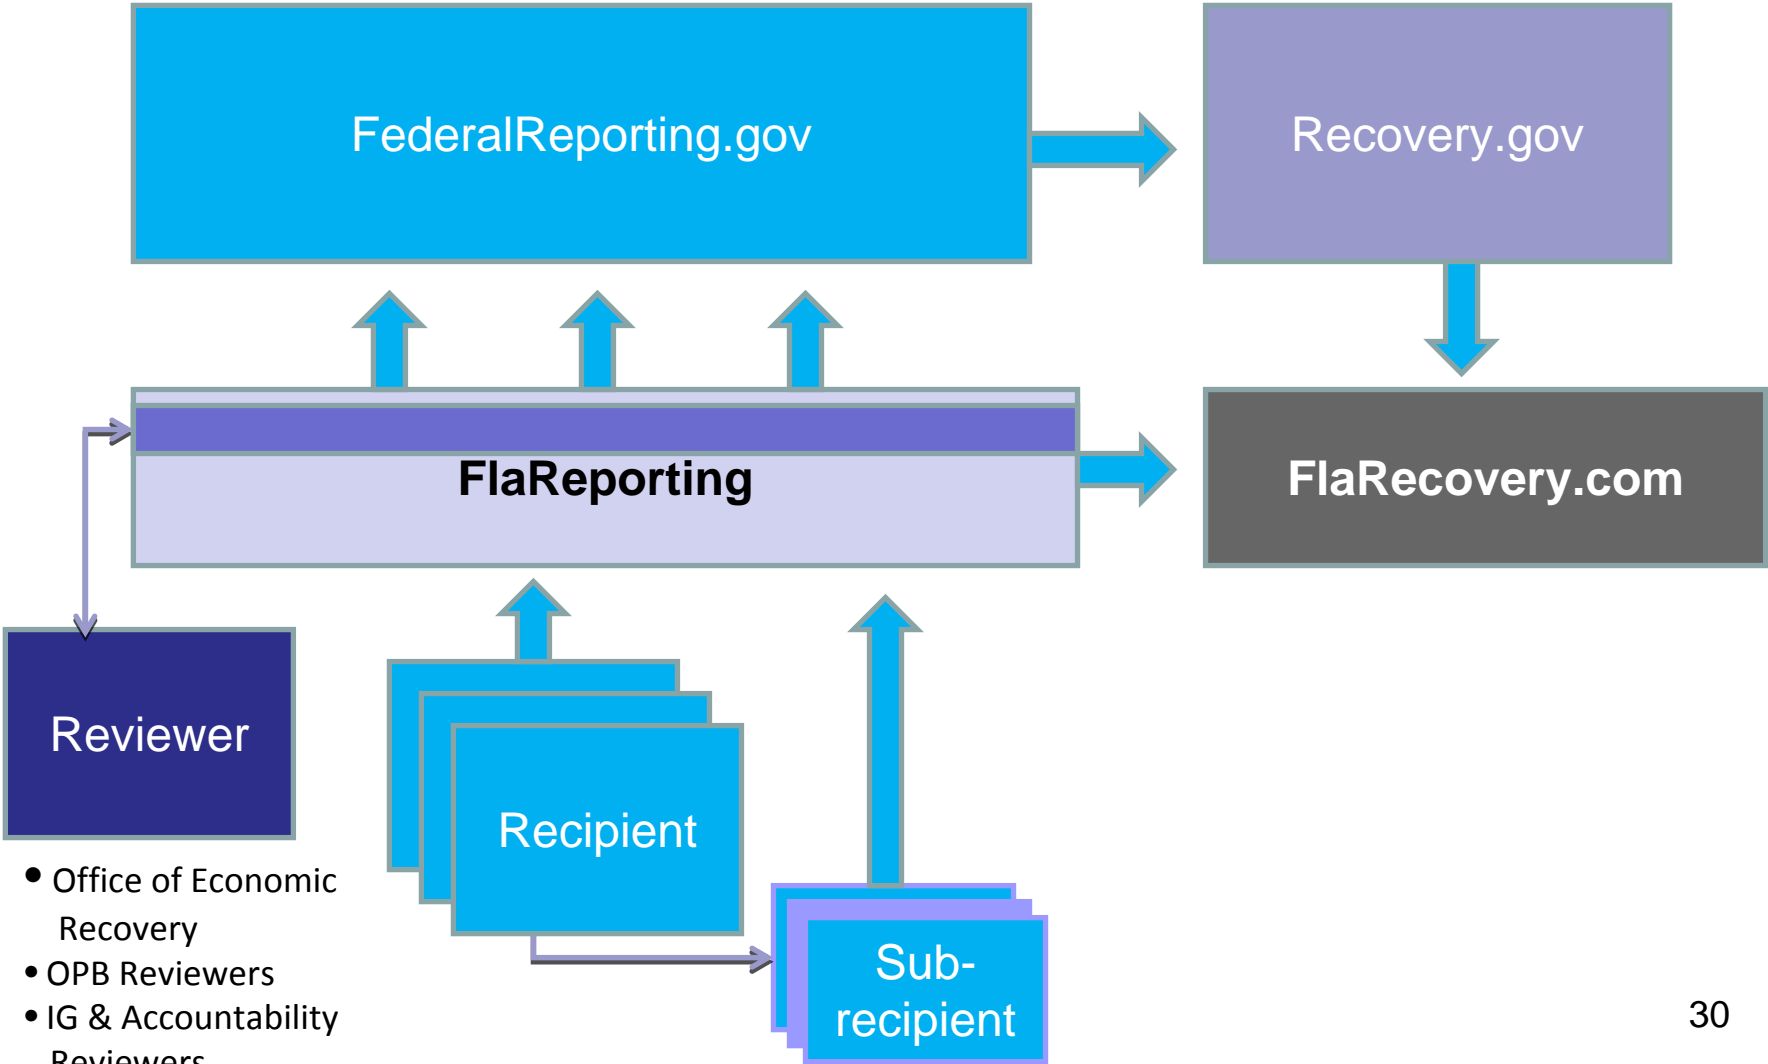 FederalReporting.gov
Recovery.gov
FlaReporting
FlaRecovery.com
Reviewer
Recipient
Sub-
recipient
• Office of Economic
Recovery
• OPB Reviewers
• IG & Accountability
Reviewers
30